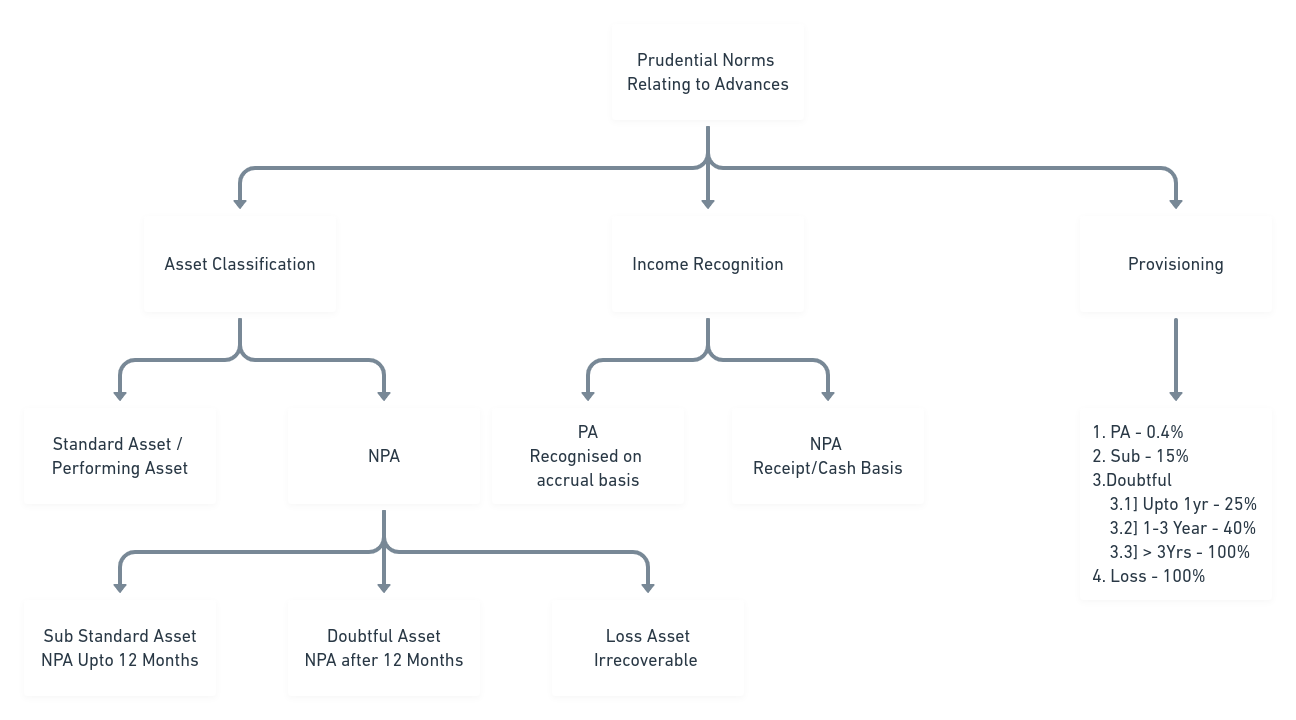 Prudential Norms
Relating to Advances
Asset Classification
Income Recognition
Provisioning
Standard Asset /
Performing Asset
NPA
PA
Recognised on
accrual basis
NPA
Receipt/Cash Basis
1. PA - 0.4%
2. Sub - 15%
3.Doubtful
3.1] Upto 1yr - 25%
3.2] 1-3 Year - 40%
3.3] > 3Yrs - 100%
4. Loss - 100%
Sub Standard Asset
NPA Upto 12 Months
Doubtful Asset
NPA after 12 Months
Loss Asset
Irrecoverable